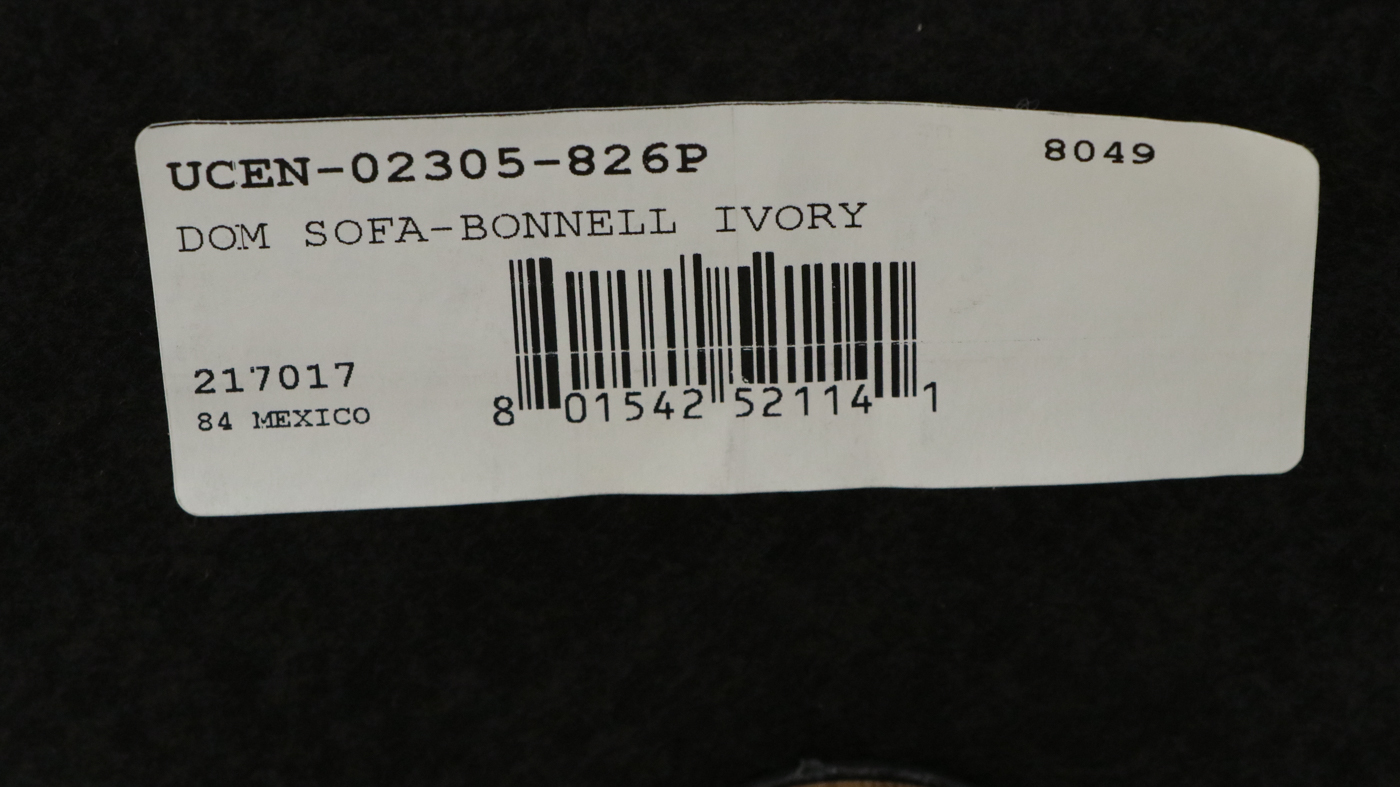 UCEN-02305-826P 8049
DOM SOFA-BONNELL IVORY
217017
84 MEXICO
8 01542 52114 1